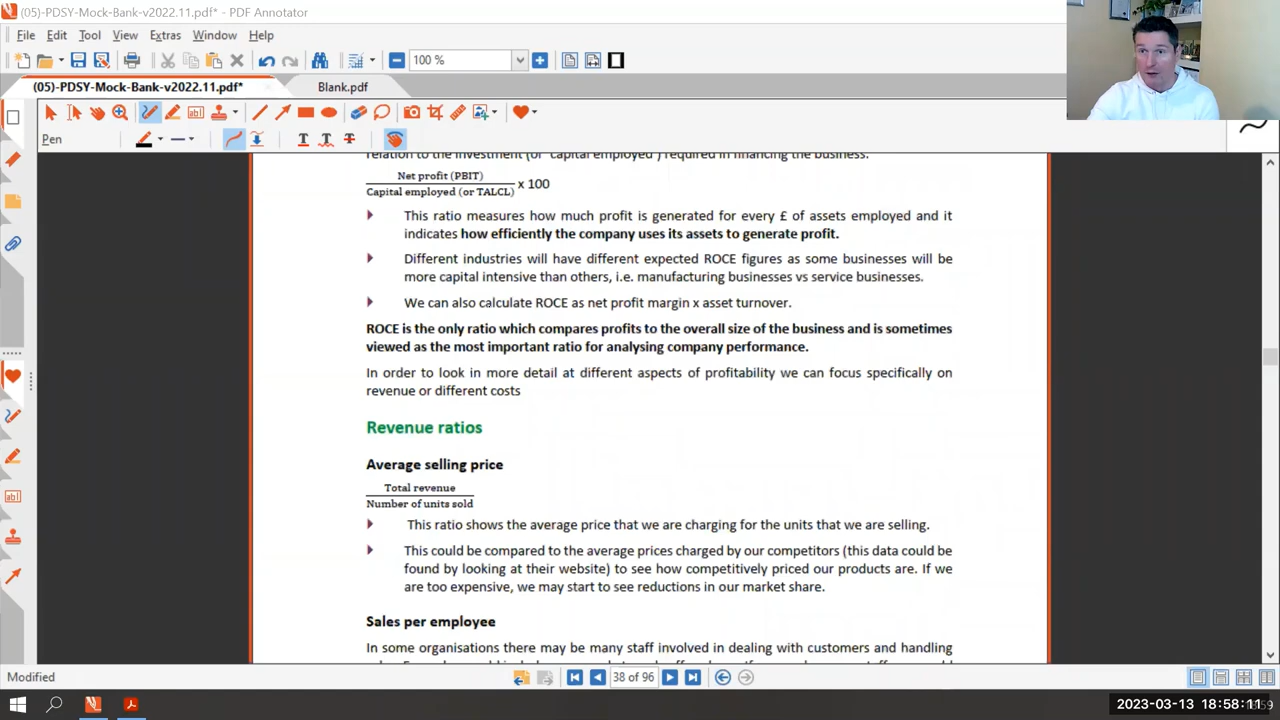 (05)-PDSY-Mock-Bank-v2022.11.pdf* - PDF Annotator
File Edit Tool View Extras Window Help
100 %
(05)-PDSY-Mock-Bank-v2022.11.pdf* Blank.pdf
Pen
relation to the investment (or "capital employed") required in financing the business.
Net profit (PBIT)
Capital employed (or TALCL) x 100
This ratio measures how much profit is generated for every £ of assets employed and it
indicates how efficiently the company uses its assets to generate profit.
Different industries will have different expected ROCE figures as some businesses will be
more capital intensive than others, i.e. manufacturing businesses vs service businesses.
We can also calculate ROCE as net profit margin x asset turnover.
ROCE is the only ratio which compares profits to the overall size of the business and is sometimes
viewed as the most important ratio for analysing company performance.
In order to look in more detail at different aspects of profitability we can focus specifically on
revenue or different costs
Revenue ratios
Average selling price
Total revenue
Number of units sold
This ratio shows the average price that we are charging for the units that we are selling.
This could be compared to the average prices charged by our competitors (this data could be
found by looking at their website) to see how competitively priced our products are. If we
are too expensive, we may start to see reductions in our market share.
Sales per employee
In some organisations there may be many staff involved in dealing with customers and handling
Modified 38 of 96
2023-03-13 18:58:11